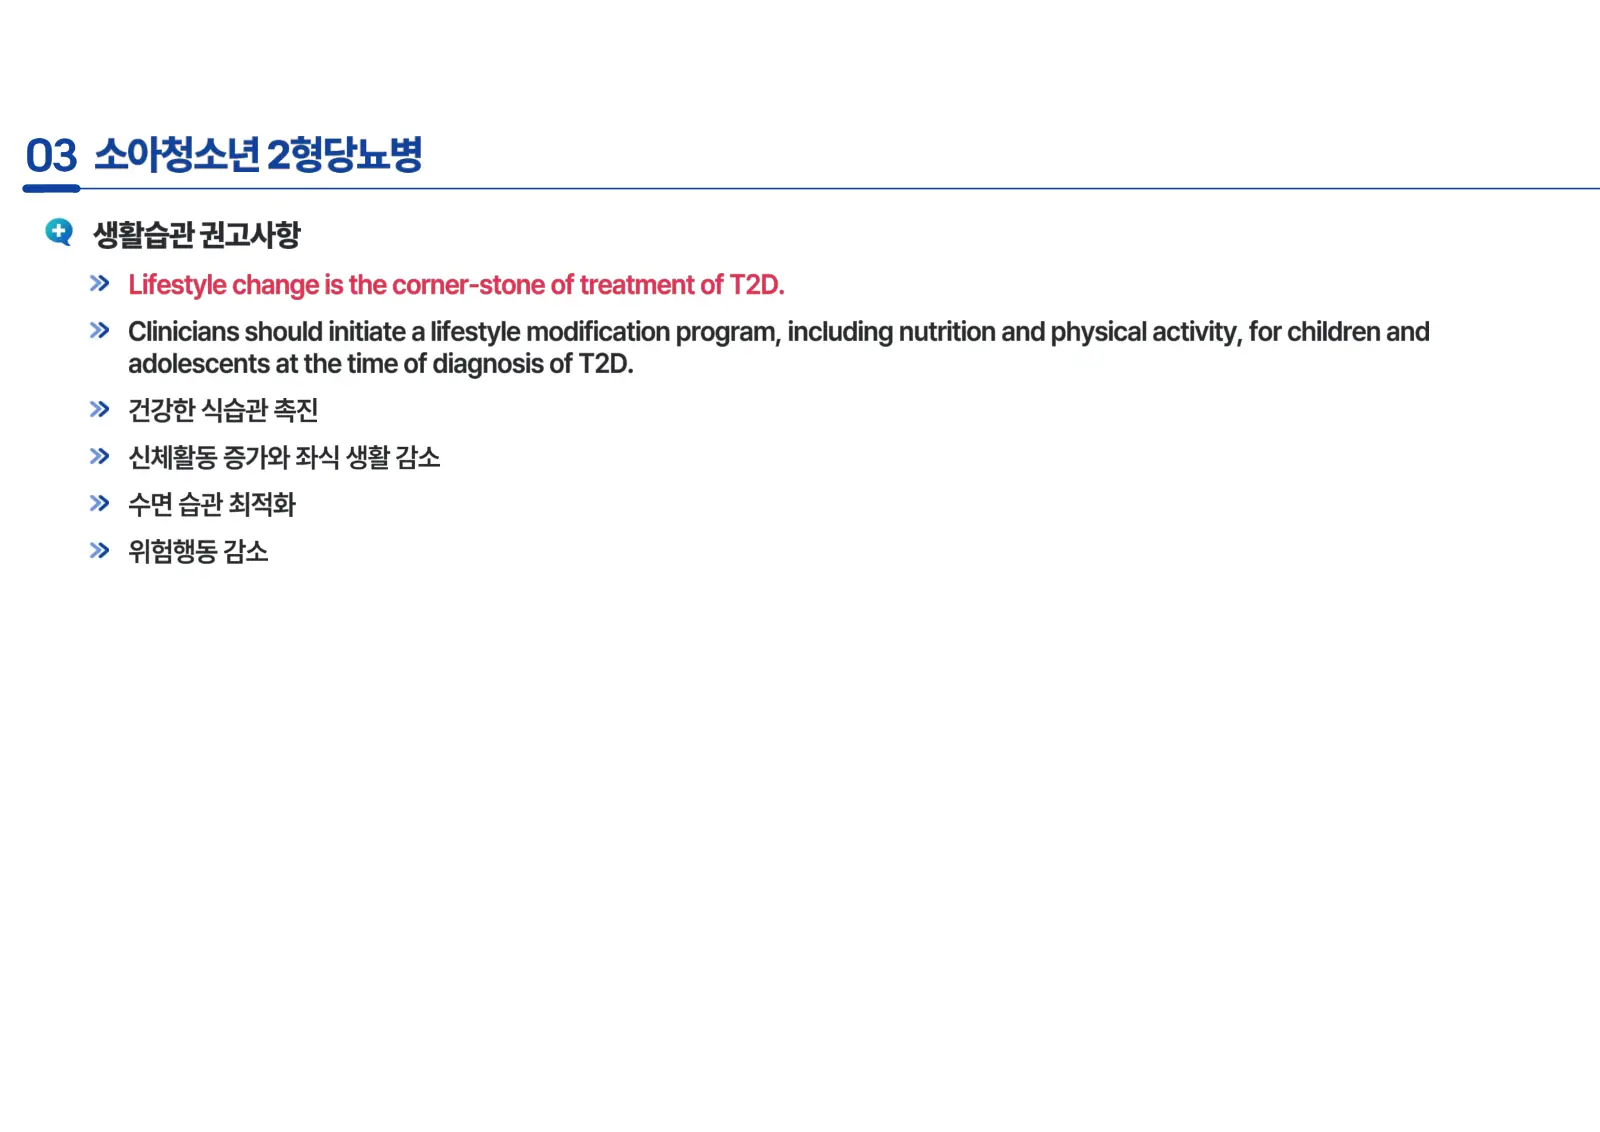 03 소아청소년 2형당뇨병
생활습관 권고사항
Lifestyle change is the corner-stone of treatment of T2D.
Clinicians should initiate a lifestyle modification program, including nutrition and physical activity, for children and
adolescents at the time of diagnosis of T2D.
건강한 식습관 촉진
신체활동 증가와 좌식 생활 감소
수면 습관 최적화
위험행동 감소